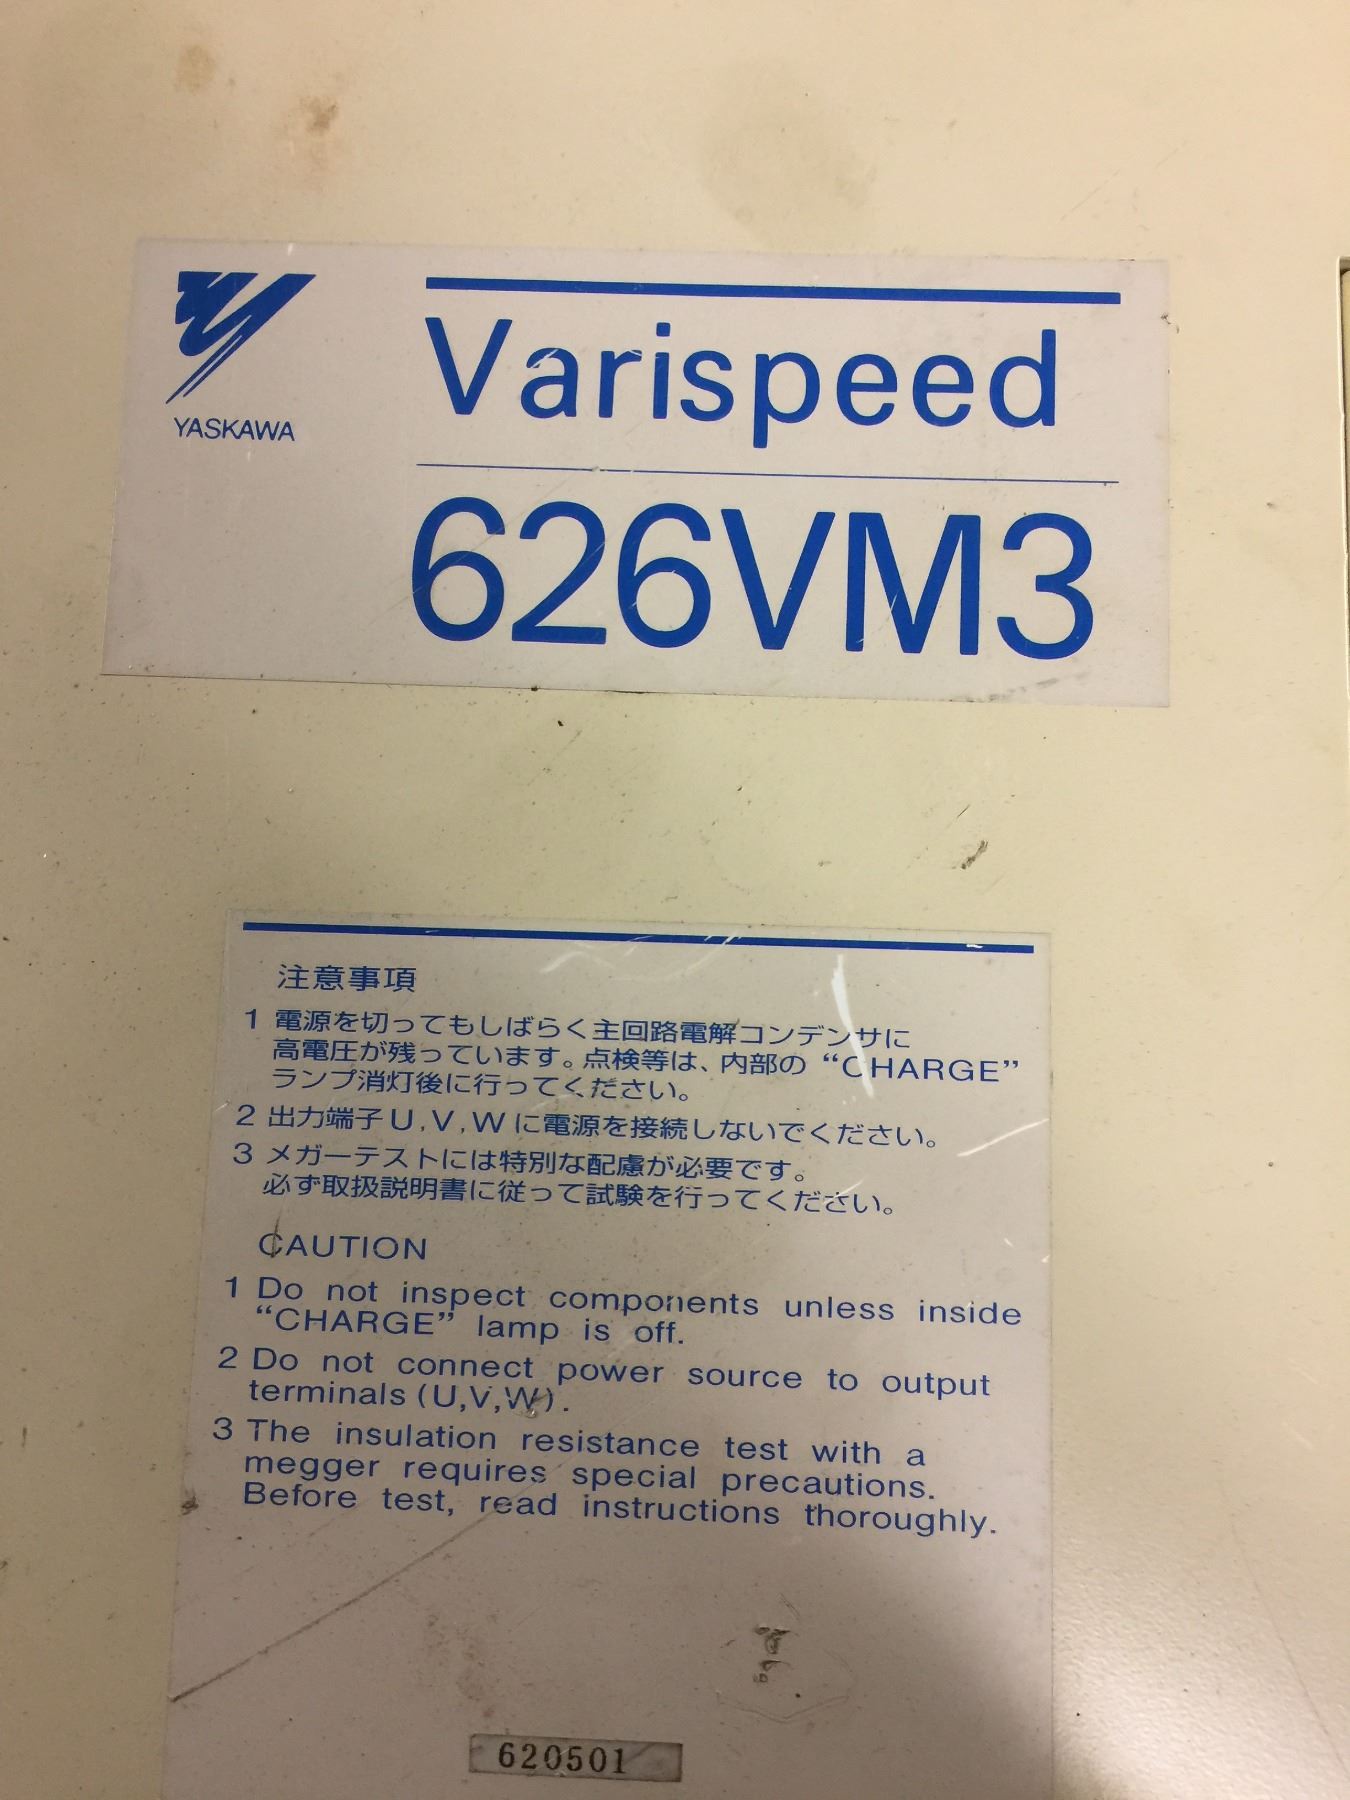 YASKAWA
Varispeed
626VM3
注意事項
1 電源を切ってもしばらく主回路電解コンデンサに
高電圧が残っています。点検等は、内部の “CHARGE”
ランプ消灯後に行ってください。
2 出力端子U,V,Wに電源を接続しないでください。
3 メガーテストには特別な配慮が必要です。
必ず取扱説明書に従って試験を行ってください。
CAUTION
1 Do not inspect components unless inside
“CHARGE” lamp is off.
2 Do not connect power source to output
terminals (U,V,W).
3 The insulation resistance test with a
megger requires special precautions.
Before test, read instructions thoroughly.
620501